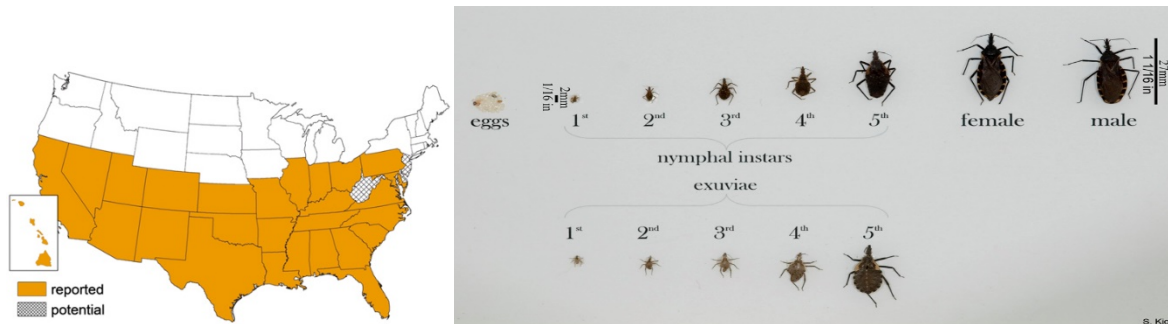 reported
potential
eggs
1/16 in
2mm
1st 2nd 3rd 4th 5th
nymphal instars
female
male
1 1/16 in
27mm
exuviae
1st 2nd 3rd 4th 5th